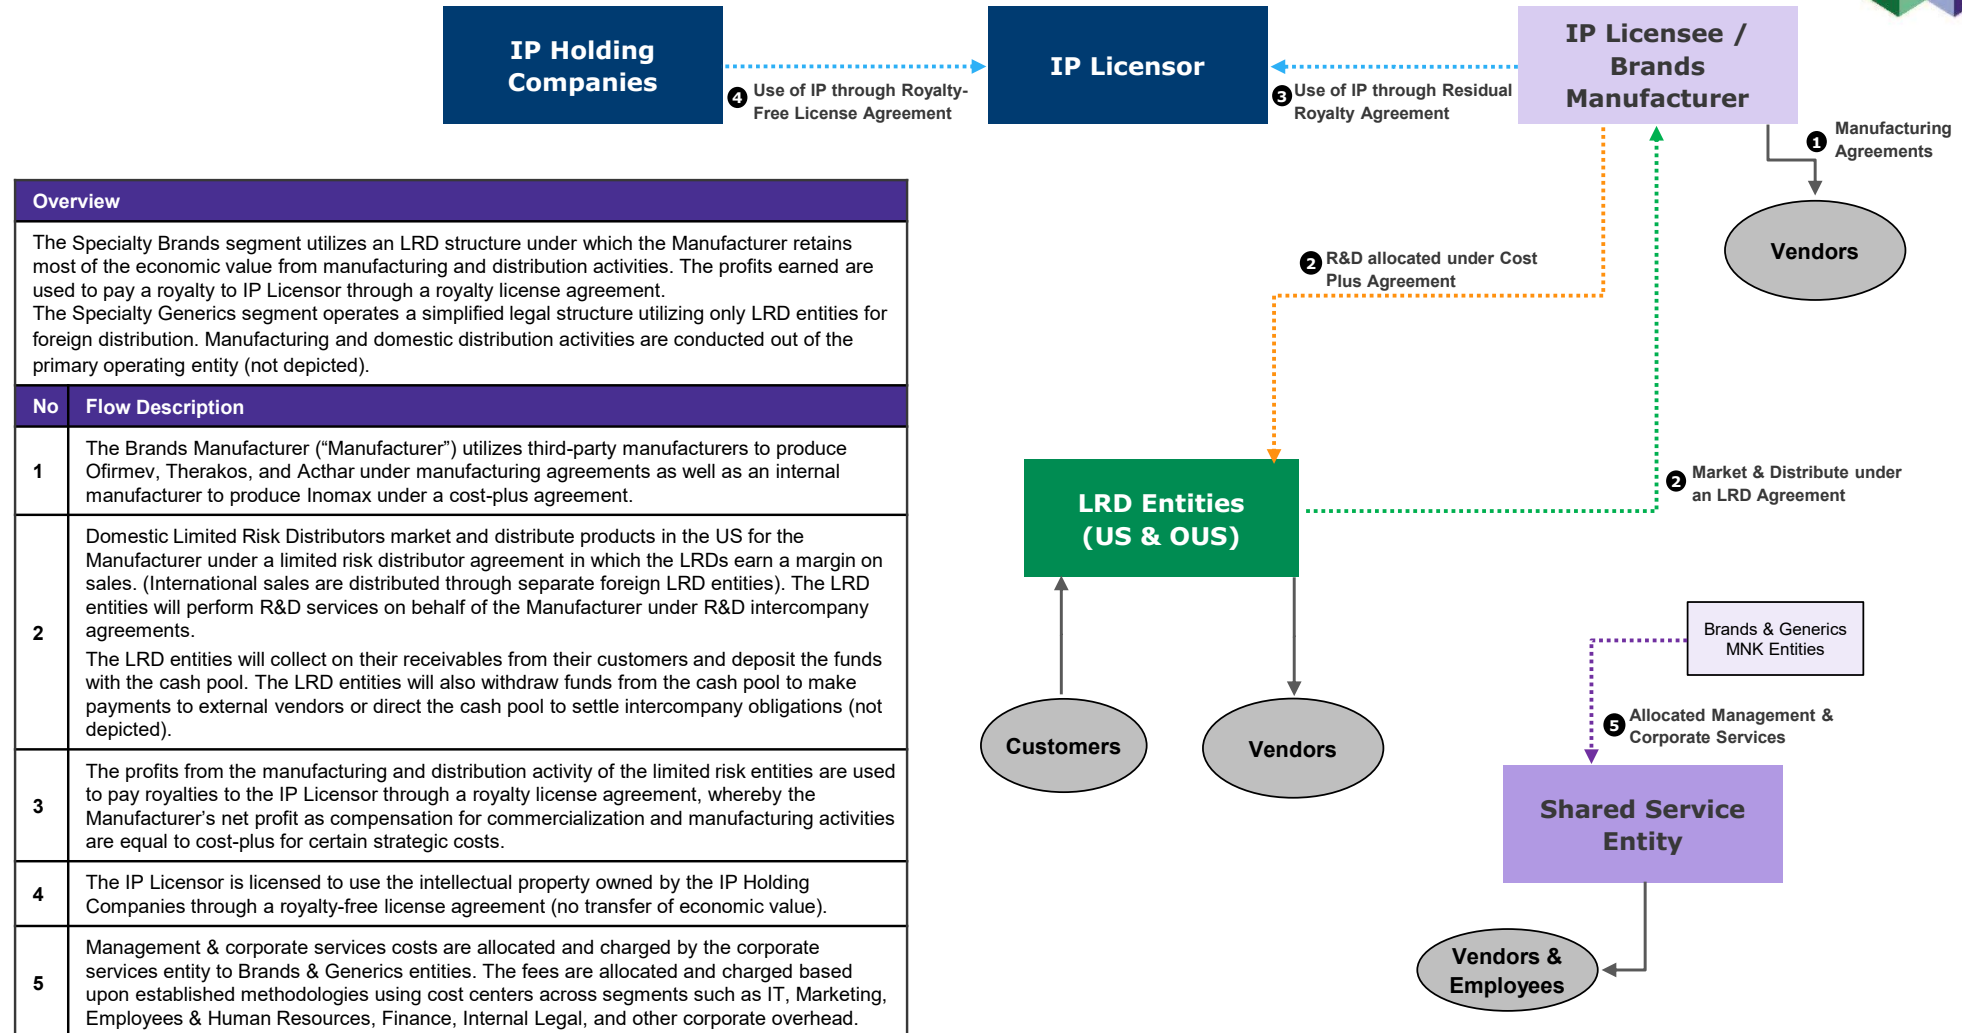 IP Holding
Companies
IP Licensor
IP Licensee /
Brands
Manufacturer
4 Use of IP through Royalty-
Free License Agreement
3 Use of IP through Residual
Royalty Agreement
1 Manufacturing
Agreements
Vendors
2 R&D allocated under Cost
Plus Agreement
2 Market & Distribute under
an LRD Agreement
LRD Entities
(US & OUS)
Customers
Vendors
Brands & Generics
MNK Entities
5 Allocated Management &
Corporate Services
Shared Service
Entity
Vendors &
Employees
Overview
The Specialty Brands segment utilizes an LRD structure under which the Manufacturer retains
most of the economic value from manufacturing and distribution activities. The profits earned are
used to pay a royalty to IP Licensor through a royalty license agreement.
The Specialty Generics segment operates a simplified legal structure utilizing only LRD entities for
foreign distribution. Manufacturing and domestic distribution activities are conducted out of the
primary operating entity (not depicted).
No Flow Description
1
The Brands Manufacturer (“Manufacturer”) utilizes third-party manufacturers to produce
Ofirmev, Therakos, and Acthar under manufacturing agreements as well as an internal
manufacturer to produce Inomax under a cost-plus agreement.
2
Domestic Limited Risk Distributors market and distribute products in the US for the
Manufacturer under a limited risk distributor agreement in which the LRDs earn a margin on
sales. (International sales are distributed through separate foreign LRD entities). The LRD
entities will perform R&D services on behalf of the Manufacturer under R&D intercompany
agreements.
The LRD entities will collect on their receivables from their customers and deposit the funds
with the cash pool. The LRD entities will also withdraw funds from the cash pool to make
payments to external vendors or direct the cash pool to settle intercompany obligations (not
depicted).
3
The profits from the manufacturing and distribution activity of the limited risk entities are used
to pay royalties to the IP Licensor through a royalty license agreement, whereby the
Manufacturer’s net profit as compensation for commercialization and manufacturing activities
are equal to cost-plus for certain strategic costs.
4
The IP Licensor is licensed to use the intellectual property owned by the IP Holding
Companies through a royalty-free license agreement (no transfer of economic value).
5
Management & corporate services costs are allocated and charged by the corporate
services entity to Brands & Generics entities. The fees are allocated and charged based
upon established methodologies using cost centers across segments such as IT, Marketing,
Employees & Human Resources, Finance, Internal Legal, and other corporate overhead.